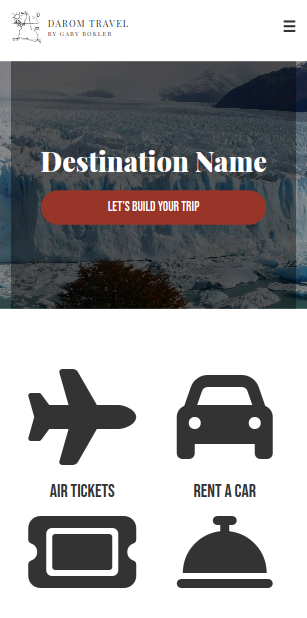 DAROM TRAVEL
BY GABY BOKLER
Destination Name
LET'S BUILD YOUR TRIP
AIR TICKETS
RENT A CAR